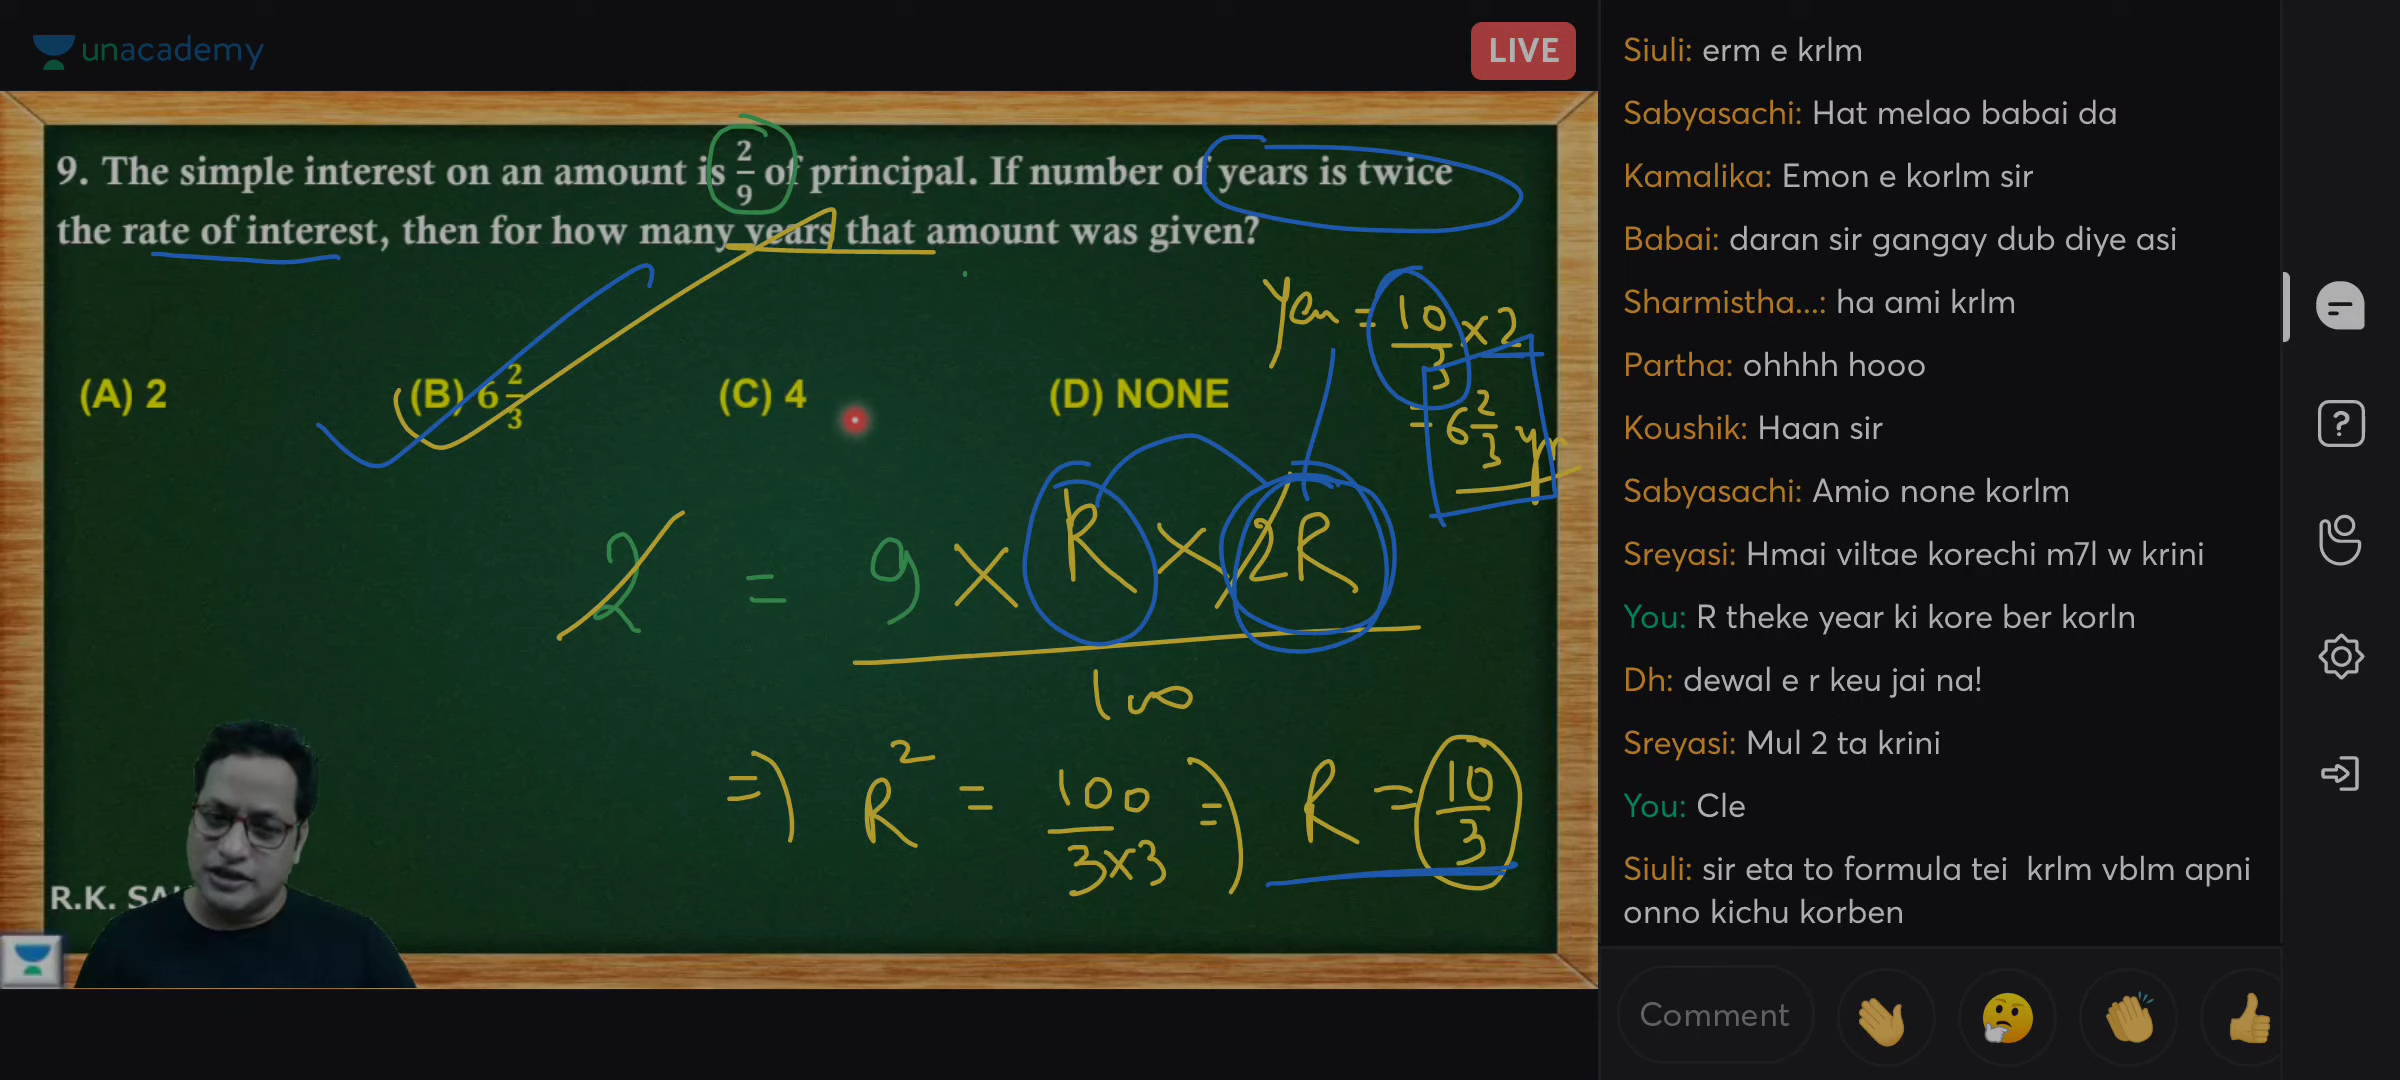 unacademy
LIVE
9. The simple interest on an amount is 2/9 of principal. If number of years is twice
the rate of interest, then for how many years that amount was given?
(A) 2
(B) 6 2/3
(C) 4
(D) NONE
= 10/3 × 2
= 6 2/3 yr
2 = 9 × R × 2R
100
=> R² = 100/3×3 => R = 10/3
R.K.
Siuli: erm e krlm
Sabyasachi: Hat melao babai da
Kamalika: Emon e korlm sir
Babai: daran sir gangay dub diye asi
Sharmistha...: ha ami krlm
Partha: ohhhh hooo
Koushik: Haan sir
Sabyasachi: Amio none korlm
Sreyasi: Hmai viltae korechi m7l w krini
You: R theke year ki kore ber korln
Dh: dewal e r keu jai na!
Sreyasi: Mul 2 ta krini
You: Cle
Siuli: sir eta to formula tei krlm vblm apni
onno kichu korben
Comment